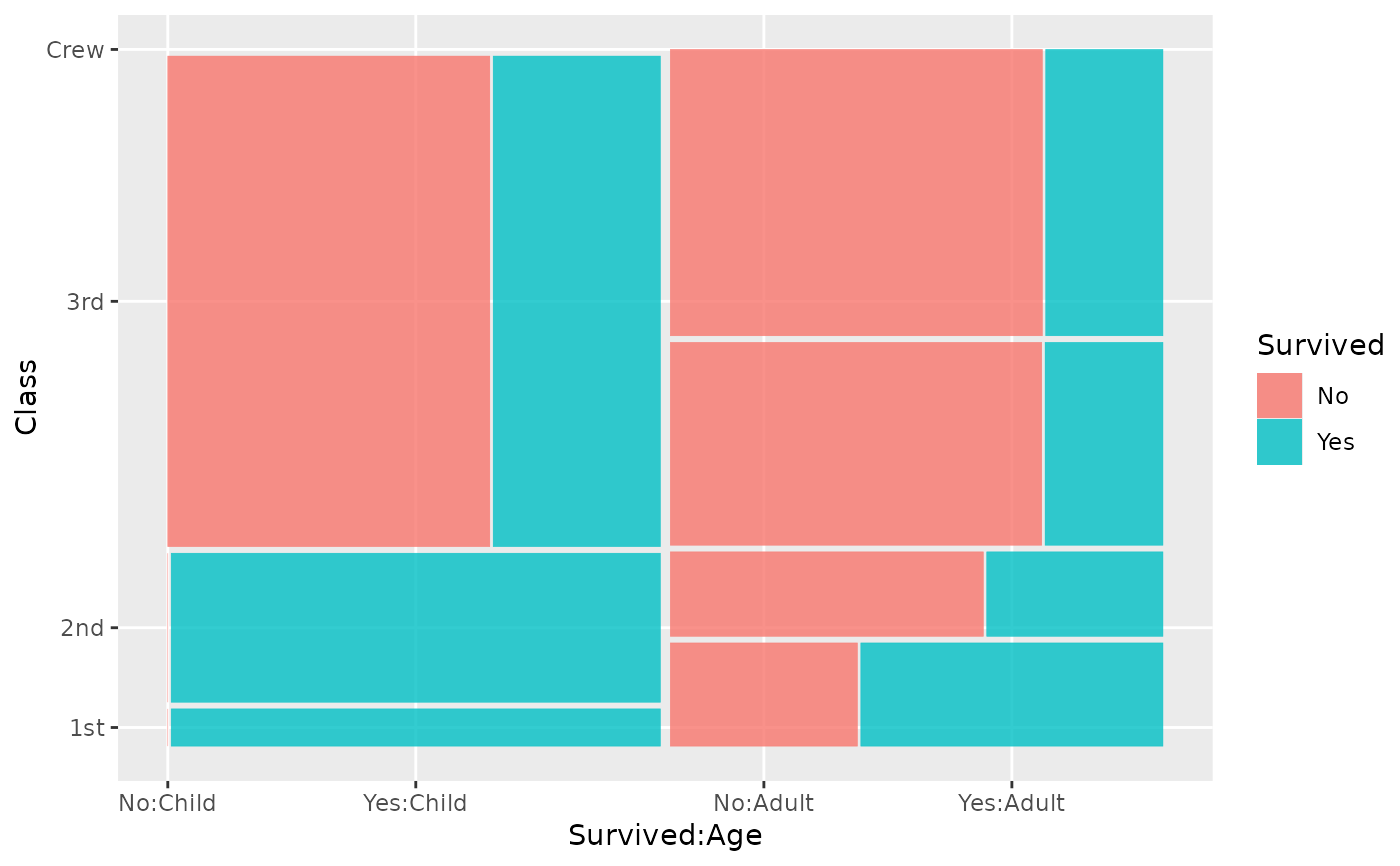 Crew
3rd
2nd
1st
Class
No:Child
Yes:Child
No:Adult
Yes:Adult
Survived:Age
Survived
No
Yes